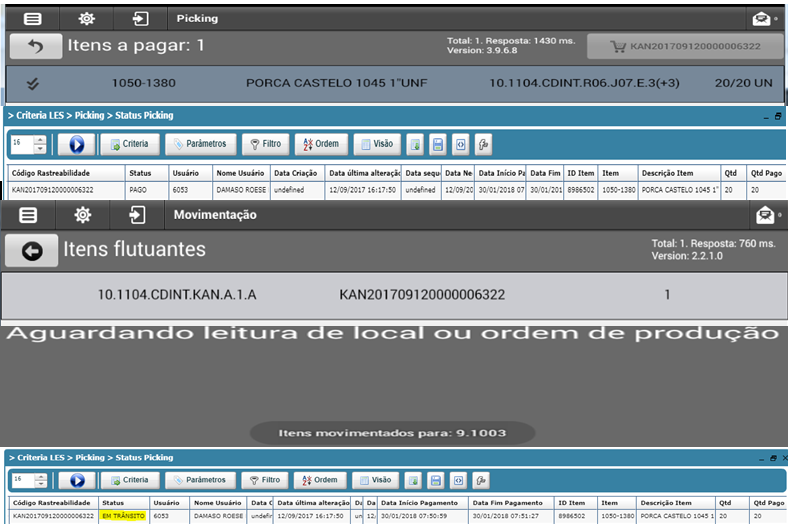 Picking
Itens a pagar: 1
Total: 1. Resposta: 1430 ms.
Version: 3.9.6.8
KAN201709120000006322
1050-1380 PORCA CASTELO 1045 1"UNF 10.1104.CDINT.R06.J07.E.3(+3) 20/20 UN
> Criteria LES > Picking > Status Picking
16 Criteria Parâmetros Filtro Ordem Visão
Código Rastreabilidade Status Usuário Nome Usuário Data Criação Data última alteraçã Data sequ Data Ne Data Início Pa Data Fim ID Item Item Descrição Item Qtd Qtd Pago
KAN201709120000006322 PAGO 6053 DAMASO ROESE undefined 12/09/2017 16:17:50 undefined 12/09/20 30/01/2018 07 30/01/201 8986502 1050-1380 PORCA CASTELO 1045 1" 20 20
Movimentação
Itens flutuantes
Total: 1. Resposta: 760 ms.
Version: 2.2.1.0
10.1104.CDINT.KAN.A.1.A KAN201709120000006322 1
Aguardando leitura de local ou ordem de produção
Itens movimentados para: 9.1003
> Criteria LES > Picking > Status Picking
16 Criteria Parâmetros Filtro Ordem Visão
Código Rastreabilidade Status Usuário Nome Usuário Data C Data última alteração Da Da Data Início Pagamento Data Fim Pagamento ID Item Item Descrição Item Qtd Qtd Pago
KAN201709120000006322 EM TRÂNSITO 6053 DAMASO ROESE undefir 12/09/2017 16:17:50 un 12/ 30/01/2018 07:50:59 30/01/2018 07:51:27 8986502 1050-1380 PORCA CASTELO 1045 1 20 20